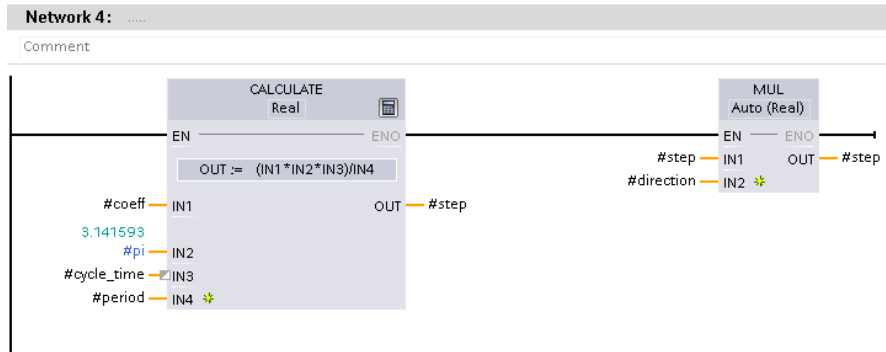 Network 4: .....
Comment
CALCULATE
Real
EN ENO
OUT := (IN1*IN2*IN3)/IN4
#coeff IN1 OUT #step
3.141593
#pi IN2
#cycle_time IN3
#period IN4
MUL
Auto (Real)
EN ENO
#step IN1 OUT #step
#direction IN2